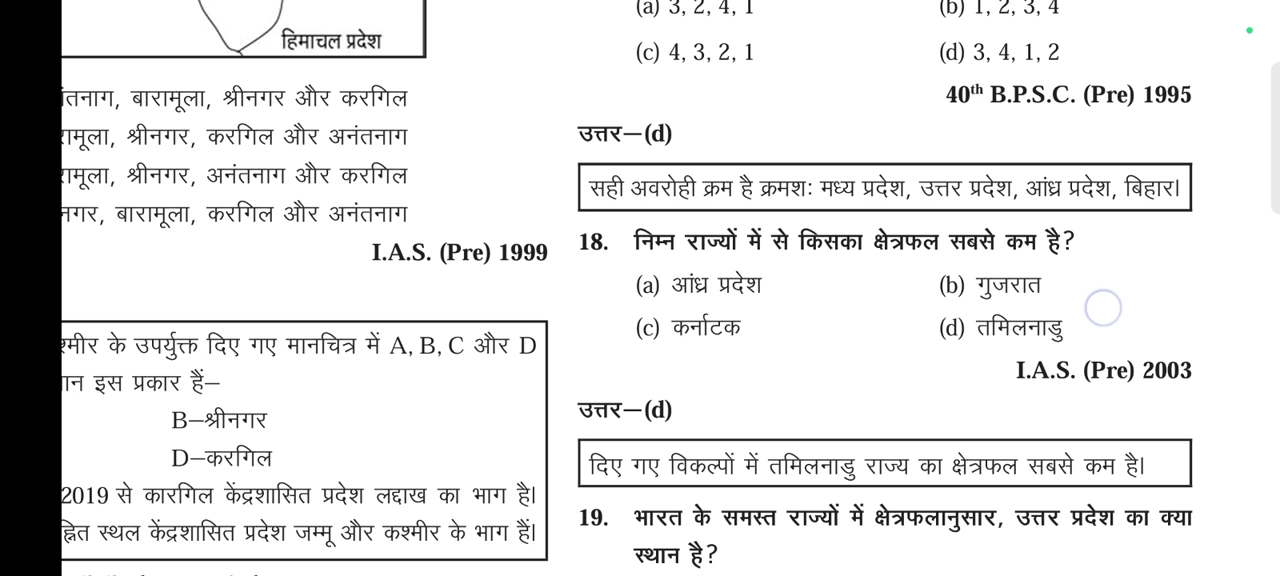 हिमाचल प्रदेश
बारामूला, श्रीनगर और करगिल
श्रीनगर, करगिल और अनंतनाग
श्रीनगर, अनंतनाग और करगिल
बारामूला, करगिल और अनंतनाग
I.A.S. (Pre) 1999
के उपर्युक्त दिए गए मानचित्र में A, B, C और D
इस प्रकार हैं–
B–श्रीनगर
D–करगिल
2019 से कारगिल केंद्रशासित प्रदेश लद्दाख का भाग है।
स्थल केंद्रशासित प्रदेश जम्मू और कश्मीर के भाग हैं।
(a) 3, 2, 4, 1 (b) 1, 2, 3, 4
(c) 4, 3, 2, 1 (d) 3, 4, 1, 2
40th B.P.S.C. (Pre) 1995
उत्तर–(d)
सही अवरोही क्रम है क्रमशः मध्य प्रदेश, उत्तर प्रदेश, आंध्र प्रदेश, बिहार।
18. निम्न राज्यों में से किसका क्षेत्रफल सबसे कम है?
(a) आंध्र प्रदेश (b) गुजरात
(c) कर्नाटक (d) तमिलनाडु
I.A.S. (Pre) 2003
उत्तर–(d)
दिए गए विकल्पों में तमिलनाडु राज्य का क्षेत्रफल सबसे कम है।
19. भारत के समस्त राज्यों में क्षेत्रफलानुसार, उत्तर प्रदेश का क्या
स्थान है?